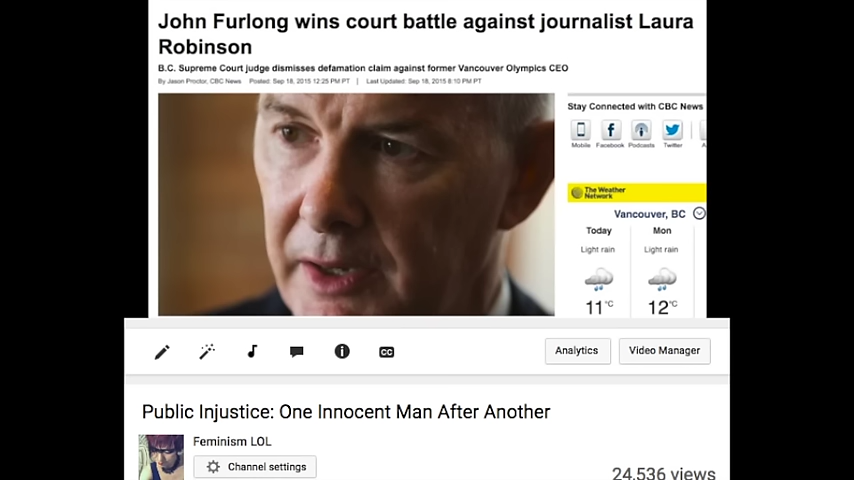 John Furlong wins court battle against journalist Laura
Robinson
B.C. Supreme Court judge dismisses defamation claim against former Vancouver Olympics CEO
By Jason Proctor, CBC News Posted: Sep 18, 2015 12:25 PM PT | Last Updated: Sep 18, 2015 8:10 PM PT
Stay Connected with CBC News
Mobile Facebook Podcasts Twitter
The Weather
Network
Vancouver, BC
Today Mon
Light rain Light rain
11°C 12°C
CC Analytics Video Manager
Public Injustice: One Innocent Man After Another
Feminism LOL
Channel settings
24,536 views